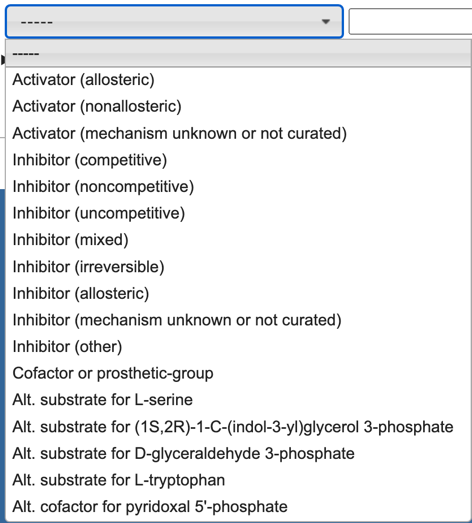 -----
-----
Activator (allosteric)
Activator (nonallosteric)
Activator (mechanism unknown or not curated)
Inhibitor (competitive)
Inhibitor (noncompetitive)
Inhibitor (uncompetitive)
Inhibitor (mixed)
Inhibitor (irreversible)
Inhibitor (allosteric)
Inhibitor (mechanism unknown or not curated)
Inhibitor (other)
Cofactor or prosthetic-group
Alt. substrate for L-serine
Alt. substrate for (1S,2R)-1-C-(indol-3-yl)glycerol 3-phosphate
Alt. substrate for D-glyceraldehyde 3-phosphate
Alt. substrate for L-tryptophan
Alt. cofactor for pyridoxal 5'-phosphate